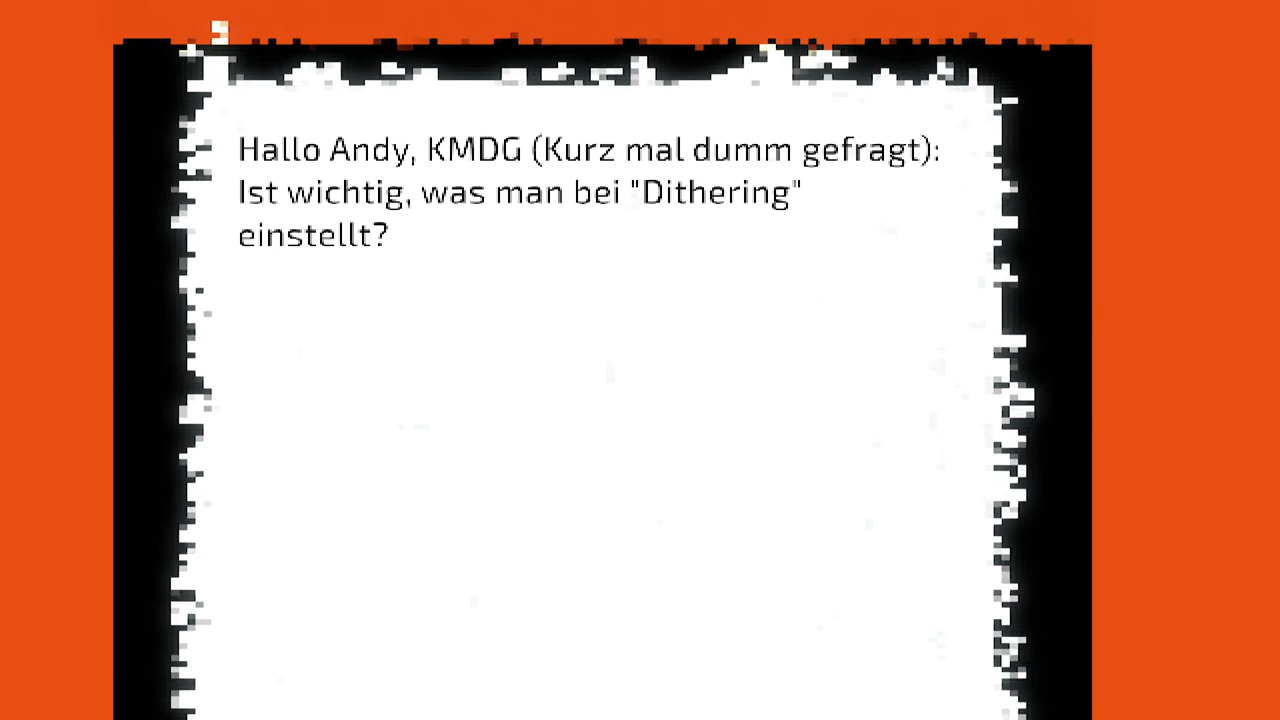 Hallo Andy, KMDG (Kurz mal dumm gefragt):
Ist wichtig, was man bei "Dithering"
einstellt?